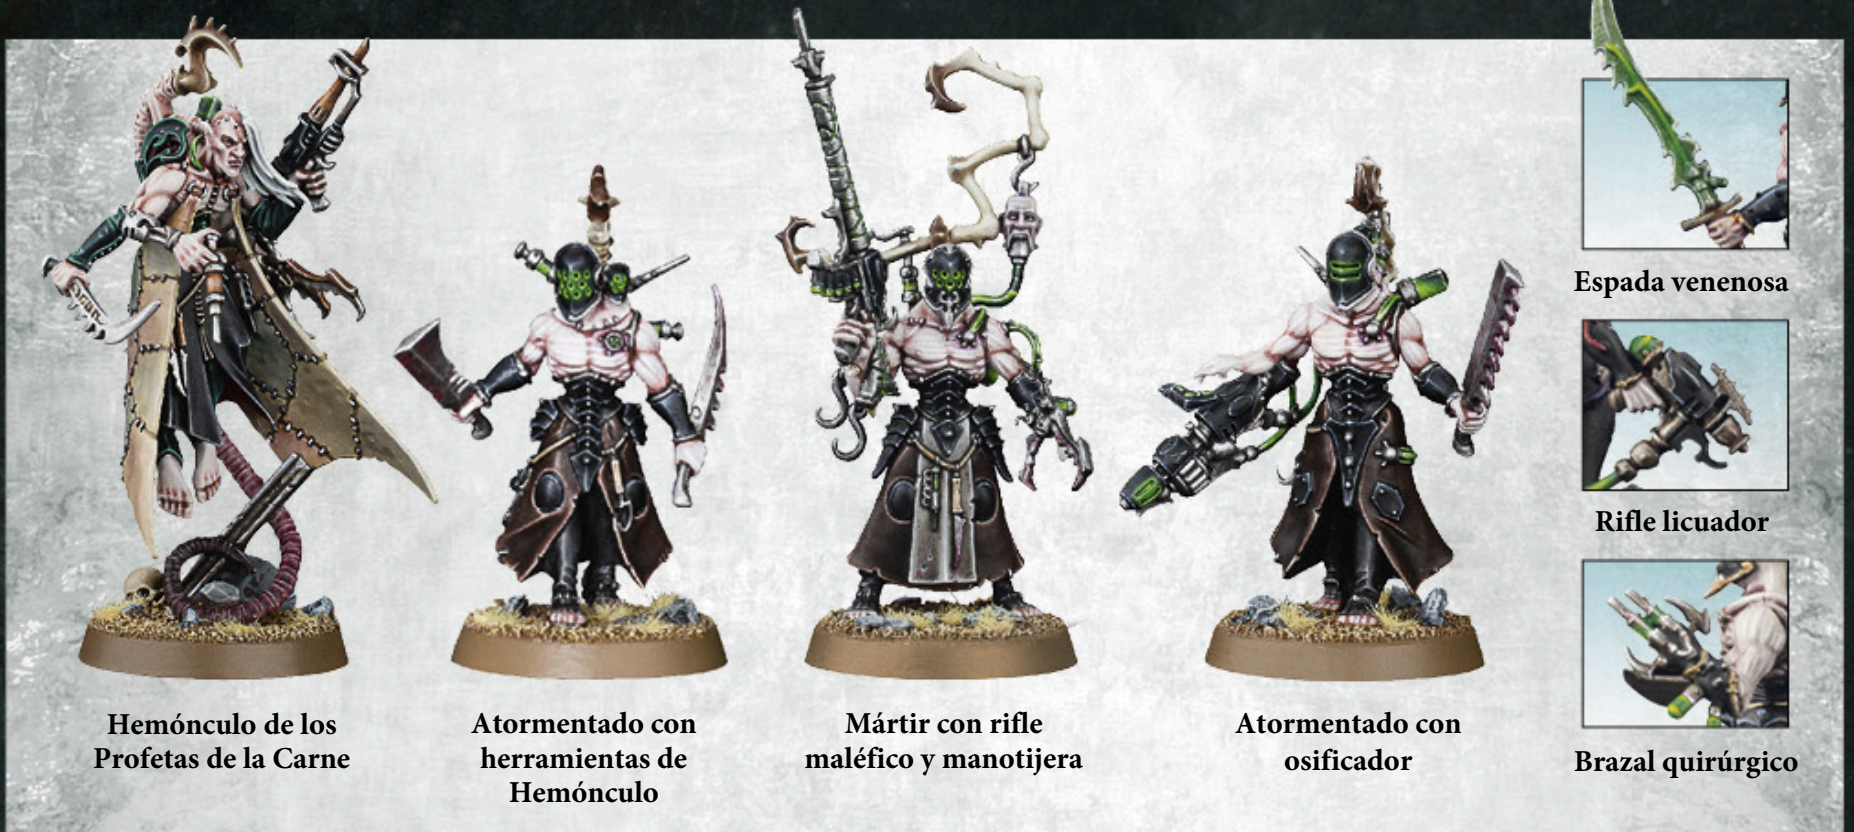 Hemónculo de los
Profetas de la Carne
Atormentado con
herramientas de
Hemónculo
Mártir con rifle
maléfico y manotijera
Atormentado con
osificador
Espada venenosa
Rifle licuador
Brazal quirúrgico